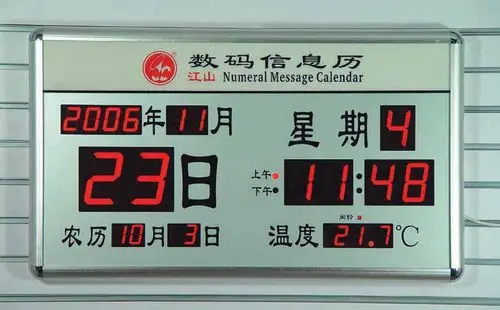 数码信息历
江山 Numeral Message Calendar
2006年11月 星期4
23日
上午
下午
11:48
闹铃
农历10月3日 温度21.7℃